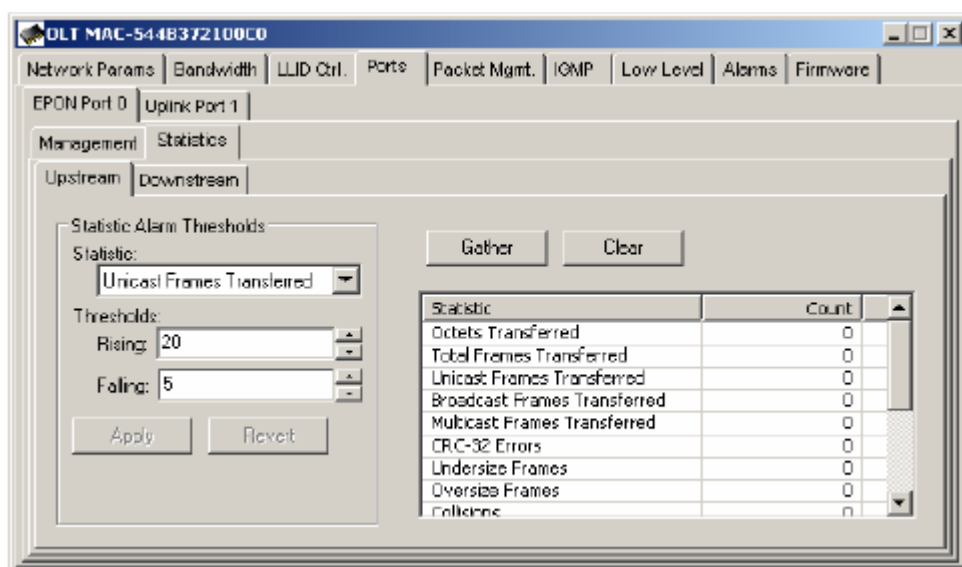 OLT MAC-544B372100C0
Network Params Bandwidth LLID Ctrl. Ports Packet Mgmt. IGMP Low Level Alarms Firmware
EPON Port 0 Uplink Port 1
Management Statistics
Upstream Downstream
Statistic Alarm Thresholds
Statistic:
Unicast Frames Transferred
Thresholds:
Rising: 20
Falling: 5
Apply Revert
Gather Clear
Statistic Count
Octets Transferred 0
Total Frames Transferred 0
Unicast Frames Transferred 0
Broadcast Frames Transferred 0
Multicast Frames Transferred 0
CRC-32 Errors 0
Undersize Frames 0
Oversize Frames 0
Collisions 0